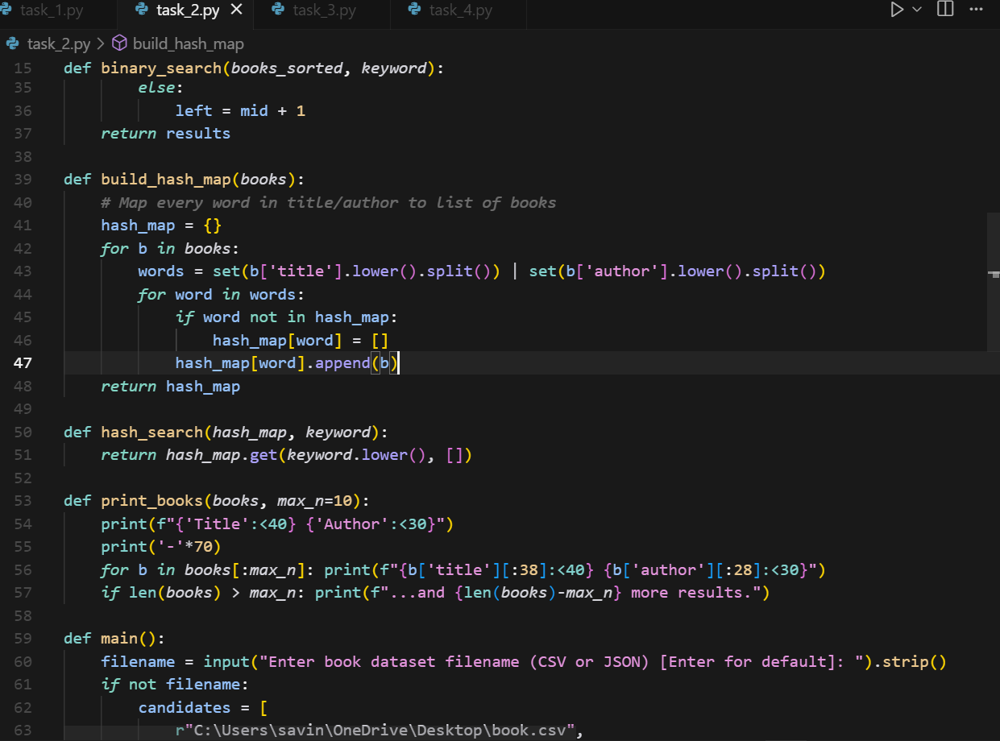 task_1.py task_2.py task_3.py task_4.py
task_2.py > build_hash_map
15 def binary_search(books_sorted, keyword):
35         else:
36             left = mid + 1
37     return results
38
39 def build_hash_map(books):
40     # Map every word in title/author to list of books
41     hash_map = {}
42     for b in books:
43         words = set(b['title'].lower().split()) | set(b['author'].lower().split())
44         for word in words:
45             if word not in hash_map:
46                 hash_map[word] = []
47             hash_map[word].append(b)
48     return hash_map
49
50 def hash_search(hash_map, keyword):
51     return hash_map.get(keyword.lower(), [])
52
53 def print_books(books, max_n=10):
54     print(f"{'Title':<40} {'Author':<30}")
55     print('-'*70)
56     for b in books[:max_n]: print(f"{b['title'][:38]:<40} {b['author'][:28]:<30}")
57     if len(books) > max_n: print(f"...and {len(books)-max_n} more results.")
58
59 def main():
60     filename = input("Enter book dataset filename (CSV or JSON) [Enter for default]: ").strip()
61     if not filename:
62         candidates = [
63             r"C:\Users\savin\OneDrive\Desktop\book.csv",